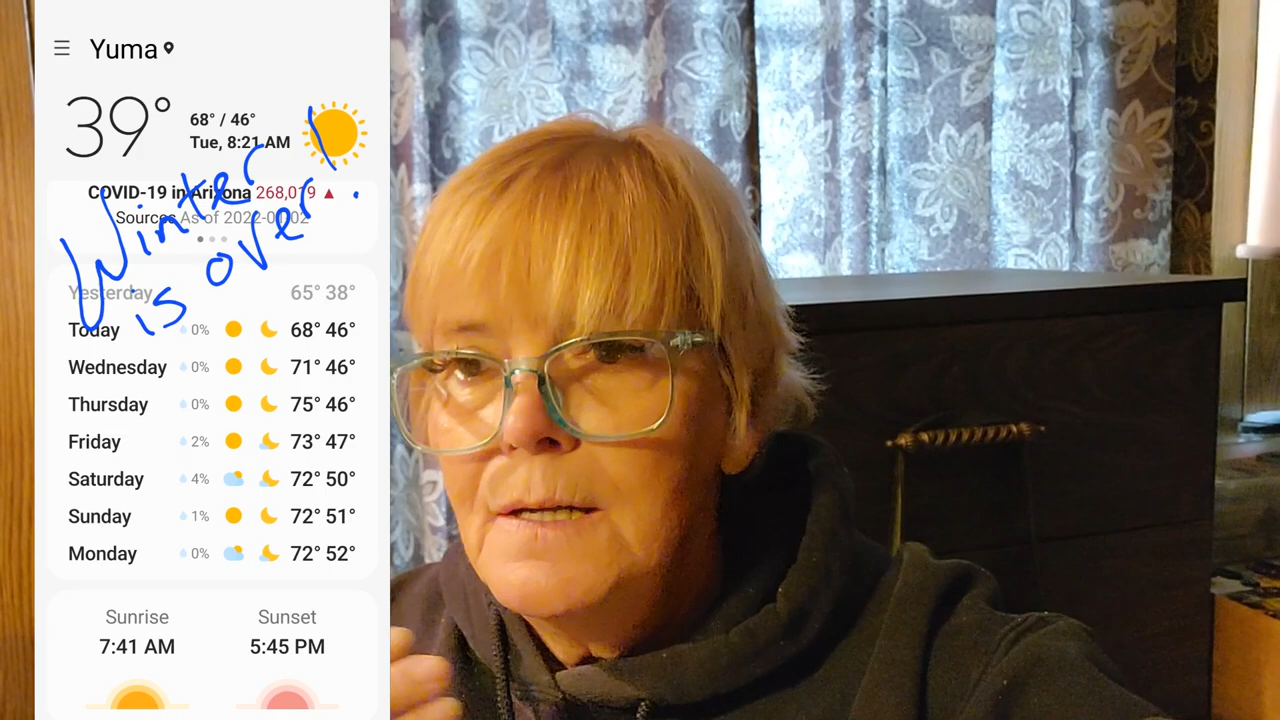 Yuma
39°
68° / 46°
Tue, 8:21 AM
COVID-19 in Arizona 268,019 ▲
Sources As of 2022-01-02
Winter
is over!
Yesterday 65° 38°
Today 0% 68° 46°
Wednesday 0% 71° 46°
Thursday 0% 75° 46°
Friday 2% 73° 47°
Saturday 4% 72° 50°
Sunday 1% 72° 51°
Monday 0% 72° 52°
Sunrise Sunset
7:41 AM 5:45 PM